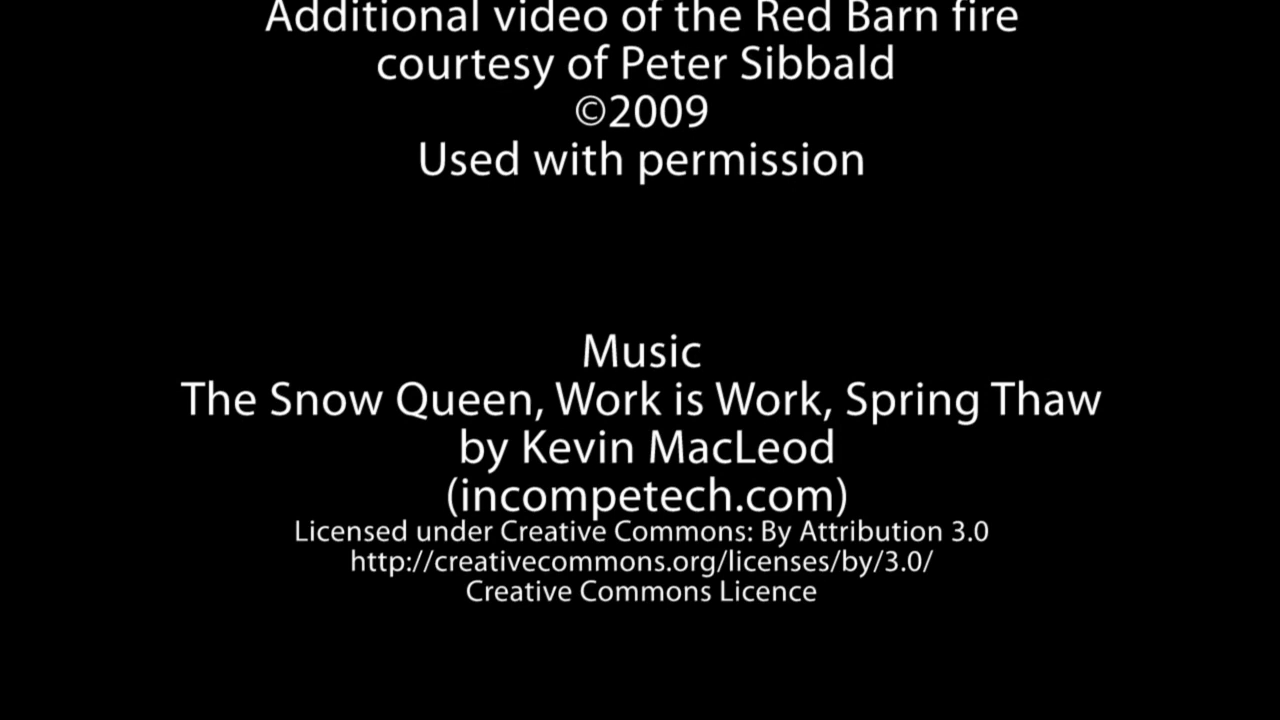 Additional video of the Red Barn fire
courtesy of Peter Sibbald
©2009
Used with permission
Music
The Snow Queen, Work is Work, Spring Thaw
by Kevin MacLeod
(incompetech.com)
Licensed under Creative Commons: By Attribution 3.0
http://creativecommons.org/licenses/by/3.0/
Creative Commons Licence